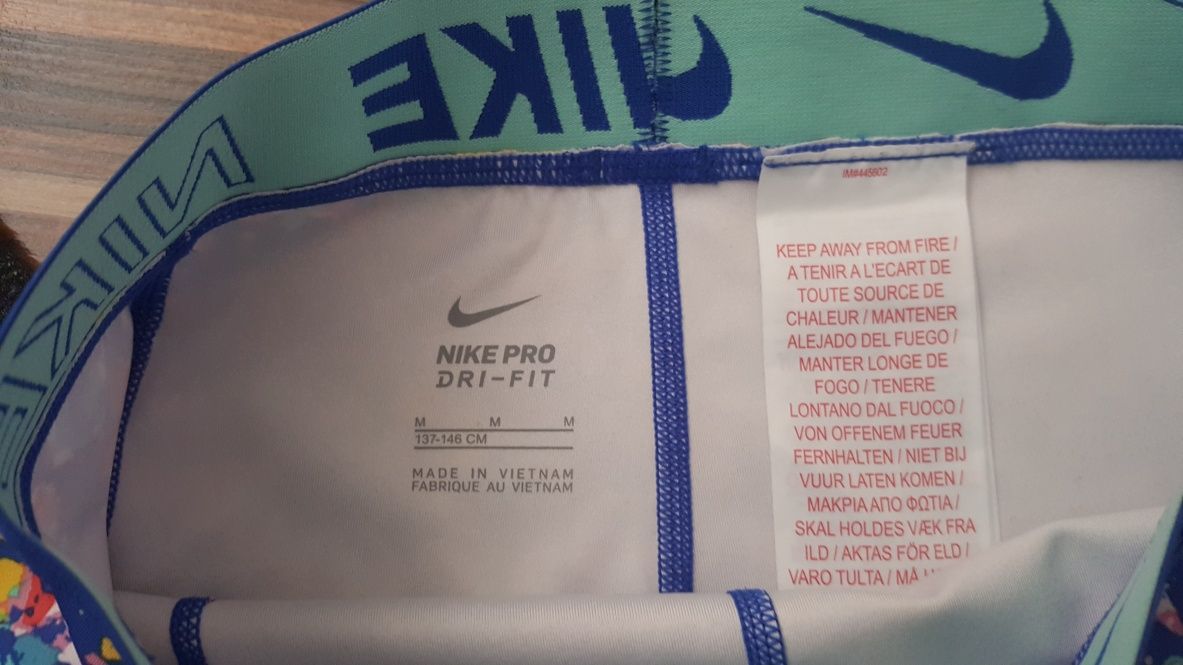 NIKE
NIKE
IM#445602
KEEP AWAY FROM FIRE /
A TENIR A L'ECART DE
TOUTE SOURCE DE
CHALEUR / MANTENER
ALEJADO DEL FUEGO /
MANTER LONGE DE
FOGO / TENERE
LONTANO DAL FUOCO /
VON OFFENEM FEUER
FERNHALTEN / NIET BIJ
VUUR LATEN KOMEN /
ΜΑΚΡΙΑ ΑΠΟ ΦΩΤΙΑ /
SKAL HOLDES VÆK FRA
ILD / AKTAS FÖR ELD /
VARO TULTA / MÅ
NIKE PRO
DRI-FIT
M M M
137-146 CM
MADE IN VIETNAM
FABRIQUE AU VIETNAM